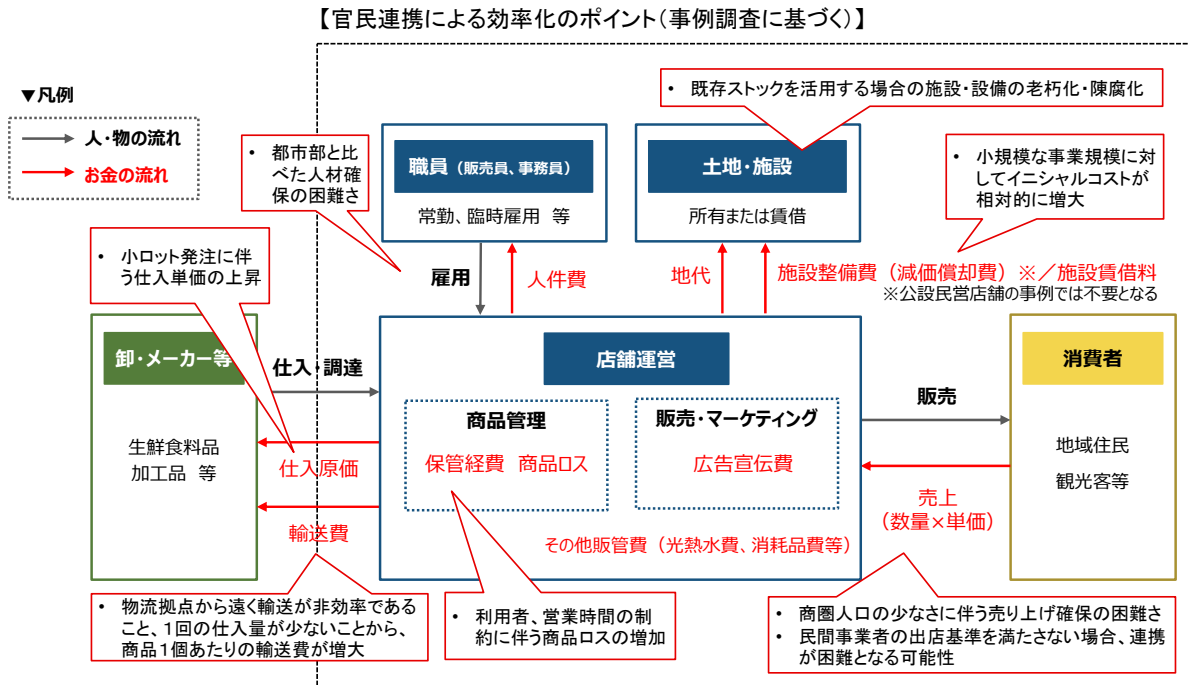 【官民連携による効率化のポイント（事例調査に基づく）】
▼凡例
人・物の流れ
お金の流れ
• 都市部と比
べた人材確
保の困難さ
職員（販売員、事務員）
常勤、臨時雇用 等
• 既存ストックを活用する場合の施設・設備の老朽化・陳腐化
土地・施設
所有または賃借
• 小規模な事業規模に対
してイニシャルコストが
相対的に増大
• 小ロット発注に伴
う仕入単価の上昇
雇用
人件費
地代
施設整備費（減価償却費）※／施設賃借料
※公設民営店舗の事例では不要となる
卸・メーカー等
生鮮食料品
加工品 等
仕入・調達
仕入原価
輸送費
店舗運営
商品管理
保管経費 商品ロス
販売・マーケティング
広告宣伝費
その他販管費（光熱水費、消耗品費等）
販売
売上
（数量×単価）
消費者
地域住民
観光客等
• 物流拠点から遠く輸送が非効率であ
ること、１回の仕入量が少ないことから、
商品１個あたりの輸送費が増大
• 利用者、営業時間の制
約に伴う商品ロスの増加
• 商圏人口の少なさに伴う売り上げ確保の困難さ
• 民間事業者の出店基準を満たさない場合、連携
が困難となる可能性